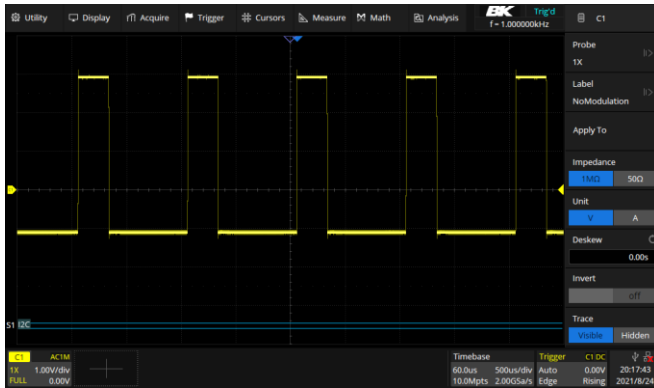 Utility Display Acquire Trigger Cursors Measure Math Analysis BK Trig'd
f = 1.000000kHz
C1
Probe
1X
Label
NoModulation
Apply To
Impedance
1MΩ 50Ω
Unit
V A
Deskew
0.00s
Invert
off
Trace
Visible Hidden
S1 I2C
C1 AC1M
1X 1.00V/div
FULL 0.00V
Timebase
60.0us 500us/div
10.0Mpts 2.00GSa/s
Trigger C1 DC
Auto 0.00V
Edge Rising
20:17:43
2021/8/24